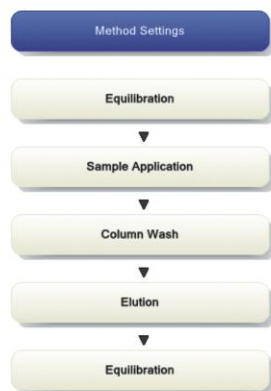 Method Settings
Equilibration
Sample Application
Column Wash
Elution
Equilibration